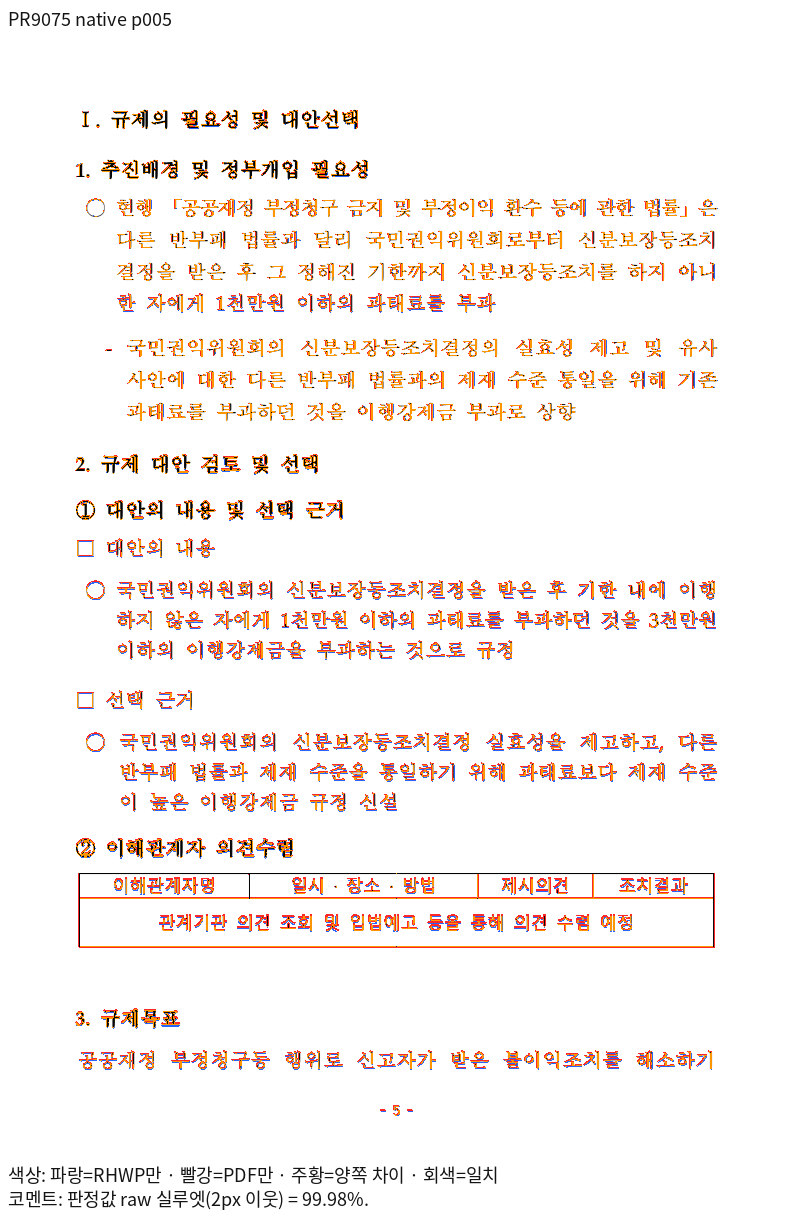 PR9075 native p005
Ⅰ. 규제의 필요성 및 대안선택
1. 추진배경 및 정부개입 필요성
○ 현행 「공공재정 부정청구 금지 및 부정이익 환수 등에 관한 법률」은
다른 반부패 법률과 달리 국민권익위원회로부터 신분보장등조치
결정을 받은 후 그 정해진 기한까지 신분보장등조치를 하지 아니
한 자에게 1천만원 이하의 과태료를 부과
- 국민권익위원회의 신분보장등조치결정의 실효성 제고 및 유사
사안에 대한 다른 반부패 법률과의 제재 수준 통일을 위해 기존
과태료를 부과하던 것을 이행강제금 부과로 상향
2. 규제 대안 검토 및 선택
① 대안의 내용 및 선택 근거
□ 대안의 내용
○ 국민권익위원회의 신분보장등조치결정을 받은 후 기한 내에 이행
하지 않은 자에게 1천만원 이하의 과태료를 부과하던 것을 3천만원
이하의 이행강제금을 부과하는 것으로 규정
□ 선택 근거
○ 국민권익위원회의 신분보장등조치결정 실효성을 제고하고, 다른
반부패 법률과 제재 수준을 통일하기 위해 과태료보다 제재 수준
이 높은 이행강제금 규정 신설
② 이해관계자 의견수렴
이해관계자명 일시 · 장소 · 방법 제시의견 조치결과
관계기관 의견 조회 및 입법예고 등을 통해 의견 수렴 예정
3. 규제목표
공공재정 부정청구등 행위로 신고자가 받은 불이익조치를 해소하기
- 5 -
색상: 파랑=RHWP만 · 빨강=PDF만 · 주황=양쪽 차이 · 회색=일치
코멘트: 판정값 raw 실루엣(2px 이웃) = 99.98%.